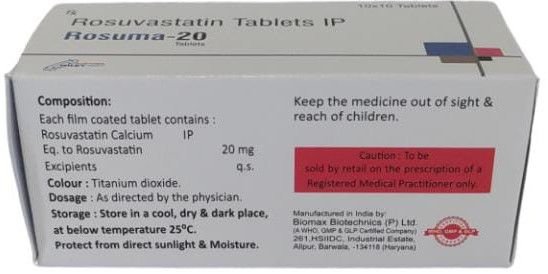 Rx
Rosuvastatin Tablets IP
10x10 Tablets
Rosuma-20
Tablets
Composition:
Each film coated tablet contains :
Rosuvastatin Calcium IP
Eq. to Rosuvastatin 20 mg
Excipients q.s.
Colour : Titanium dioxide.
Dosage : As directed by the physician.
Storage : Store in a cool, dry & dark place,
at below temperature 25°C.
Protect from direct sunlight & Moisture.
Keep the medicine out of sight &
reach of children.
Caution : To be
sold by retail on the prescription of a
Registered Medical Practitioner only.
Manufactured in India by:
Biomax Biotechnics (P) Ltd.
(A WHO, GMP & GLP Certified Company)
261,HSIIDC, Industrial Estate,
Alipur, Barwala, -134118 (Haryana)
WHO, GMP & GLP